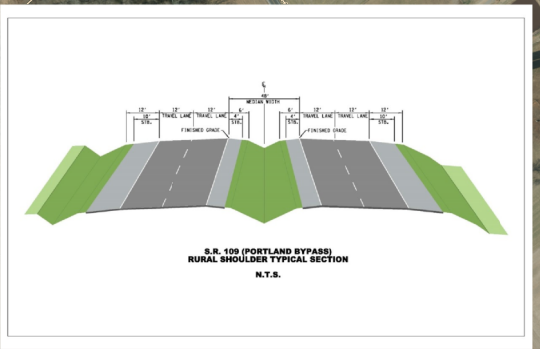 ℄
48'
MEDIAN WIDTH
12' 12' 12' 6' 6' 12' 12' 12'
10' TRAVEL LANE TRAVEL LANE 4' 4' TRAVEL LANE TRAVEL LANE 10'
STB. STB. STB. STB.
FINISHED GRADE FINISHED GRADE
S.R. 109 (PORTLAND BYPASS)
RURAL SHOULDER TYPICAL SECTION
N.T.S.